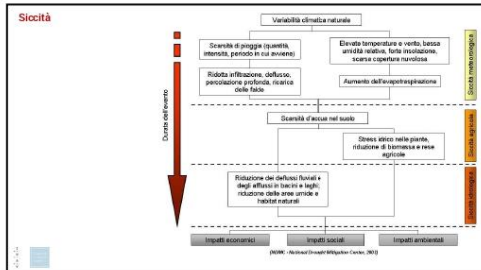 Siccità
Variabilità climatica naturale
Scarsità di pioggia (quantità,
intensità, periodo in cui avviene)
Elevate temperature e vento, bassa
umidità relativa, forte insolazione,
scarsa copertura nuvolosa
Ridotta infiltrazione, deflusso,
percolazione profonda, ricarica
delle falde
Aumento dell'evapotraspirazione
Siccità meteorologica
Durata dell'evento
Scarsità d'acqua nel suolo
Stress idrico nelle piante,
riduzione di biomassa e rese
agricole
Siccità agricola
Riduzione dei deflussi fluviali e
degli afflussi in bacini e laghi;
riduzione delle aree umide e
habitat naturali
Siccità idrologica
Impatti economici
Impatti sociali
Impatti ambientali
(NDMC - National Drought Mitigation Center, 2003)